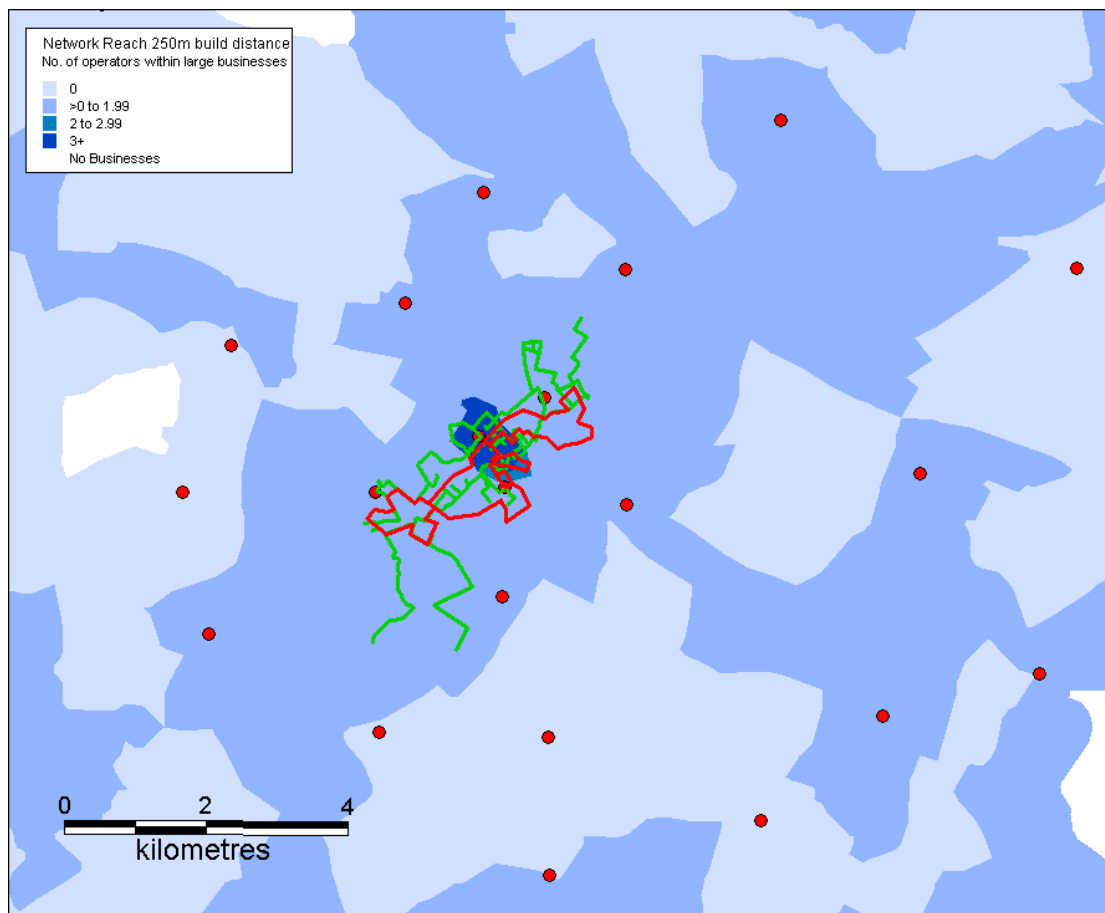 Network Reach 250m build distance
No. of operators within large businesses
0
>0 to 1.99
2 to 2.99
3+
No Businesses
0 2 4
kilometres